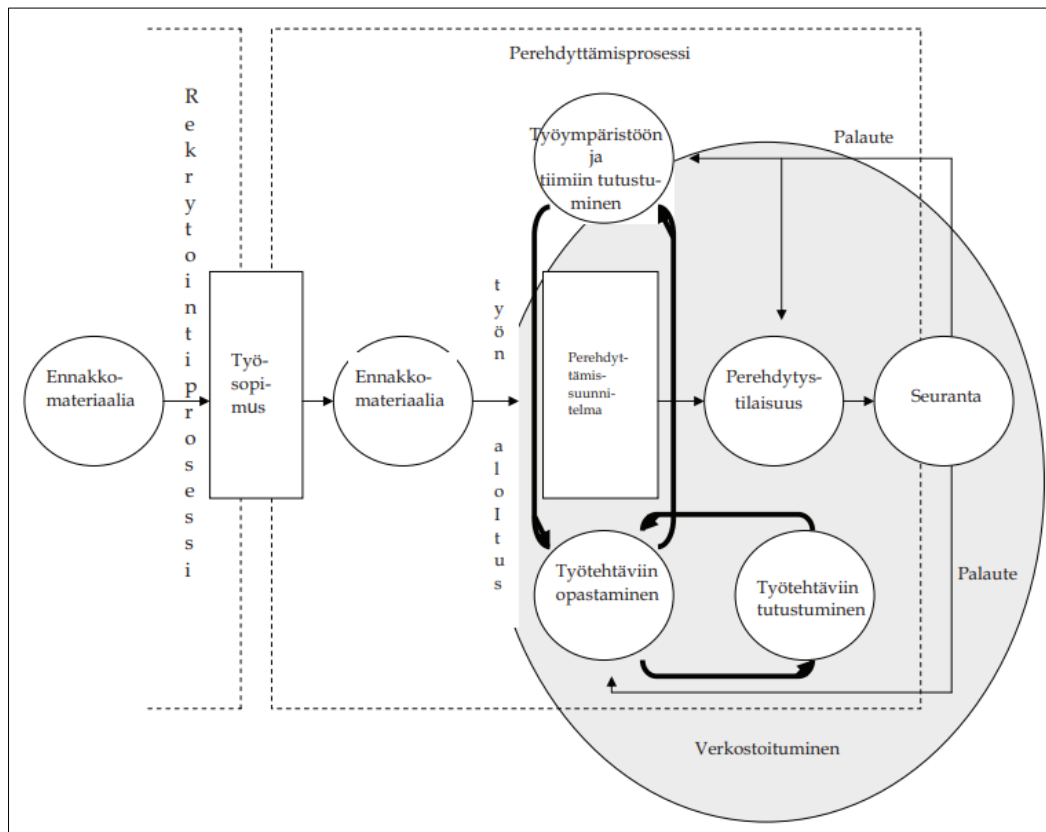 Perehdyttämisprosessi
Rekrytointiprosessi
Työympäristöön
ja
tiimiin tutustu-
minen
Palaute
Ennakko-
materiaalia
Työ-
sopi-
mus
Ennakko-
materiaalia
työn
aloItus
Perehdyt-
tämis-
suunni-
telma
Perehdytys-
tilaisuus
Seuranta
Työtehtäviin
opastaminen
Työtehtäviin
tutustuminen
Palaute
Verkostoituminen